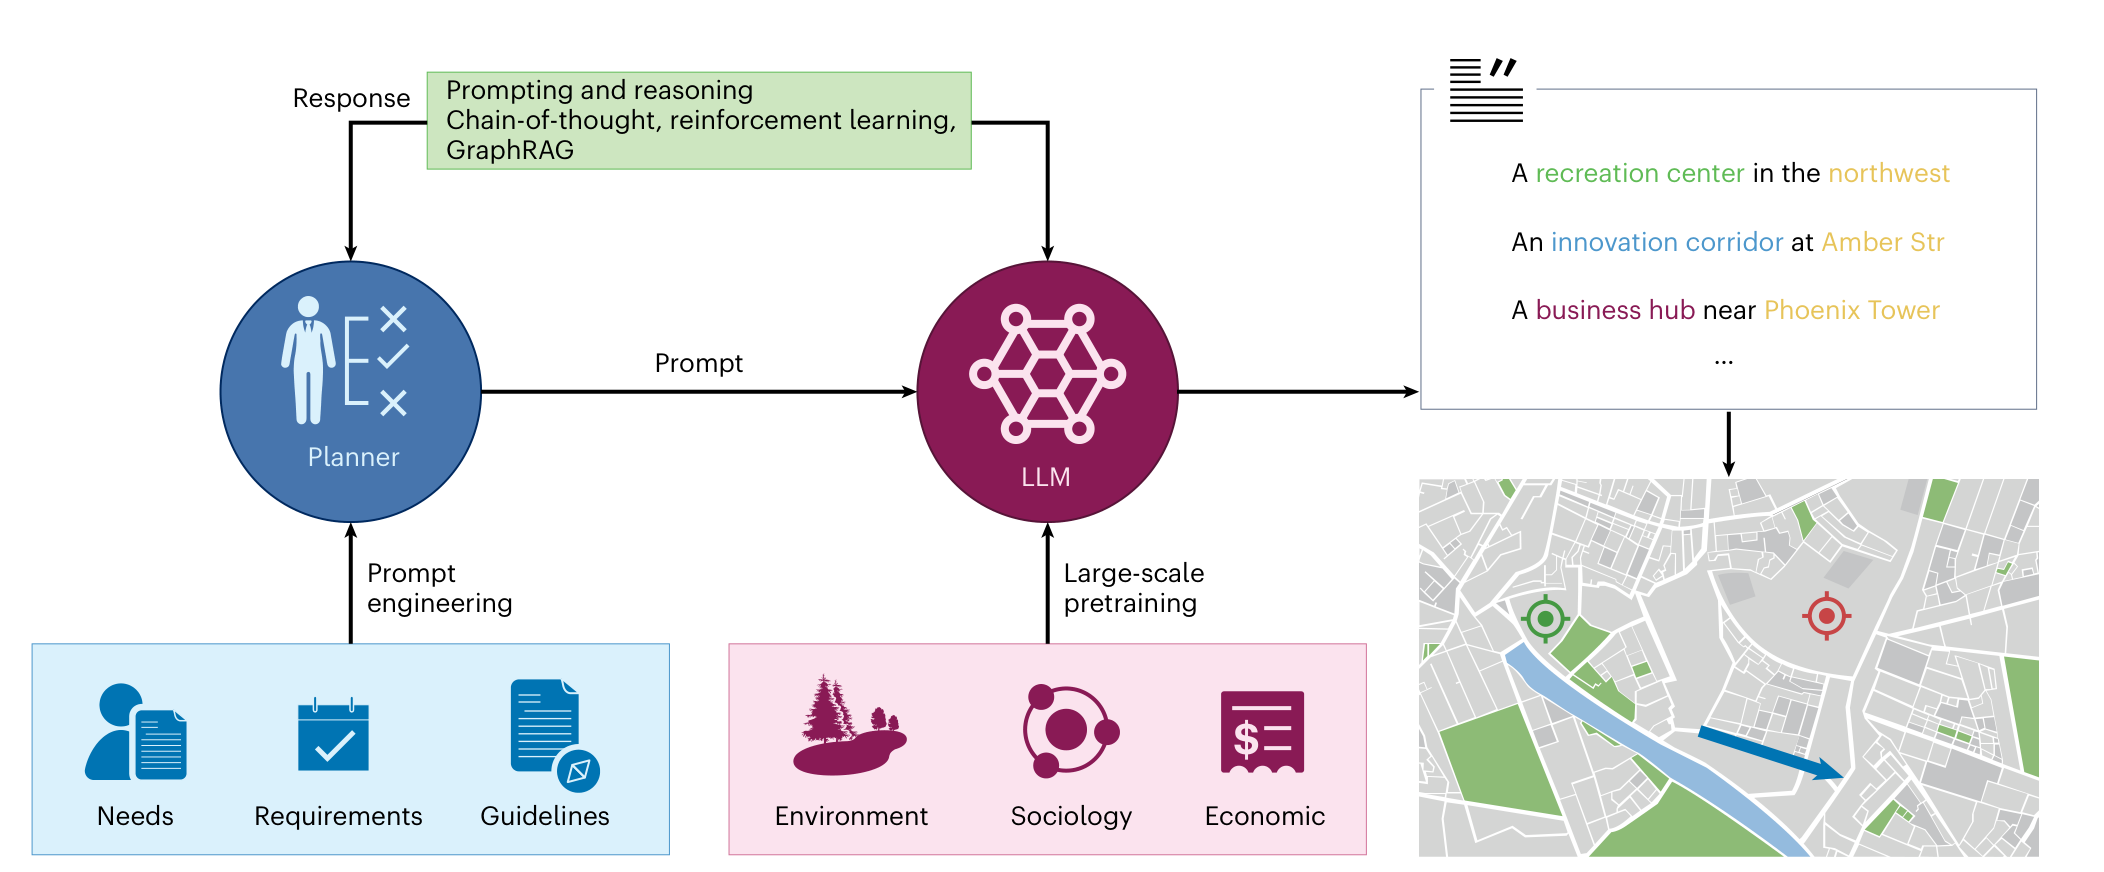 Response
Prompting and reasoning
Chain-of-thought, reinforcement learning,
GraphRAG
Planner
Prompt
LLM
Prompt
engineering
Large-scale
pretraining
Needs
Requirements
Guidelines
Environment
Sociology
Economic
$
A recreation center in the northwest
An innovation corridor at Amber Str
A business hub near Phoenix Tower
...